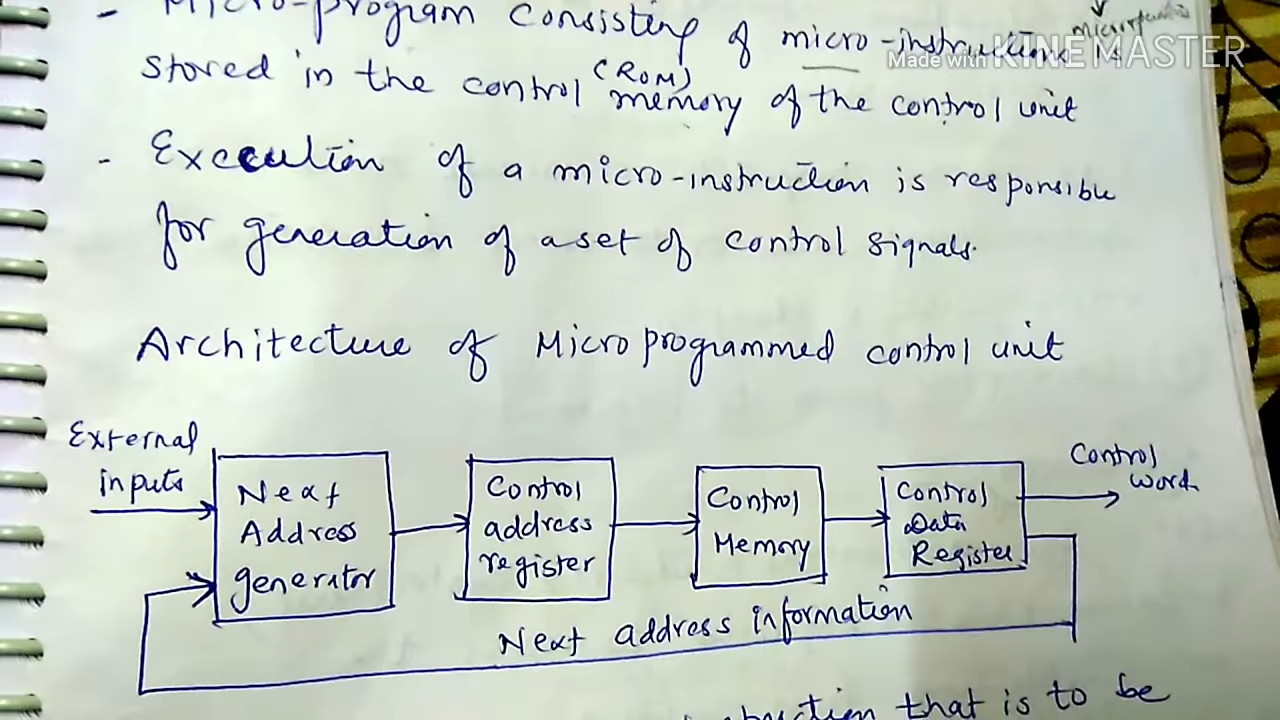 - Micro-program consisting of micro-instructions
stored in the control (ROM) memory of the control unit
- Execution of a micro-instruction is responsible
for generation of a set of control signals.
Architecture of Microprogrammed control unit
External
inputs
Next
Address
generator
Control
address
register
Control
Memory
Control
Data
Register
Control
word
Next address information
that is to be
Made with KINEMASTER